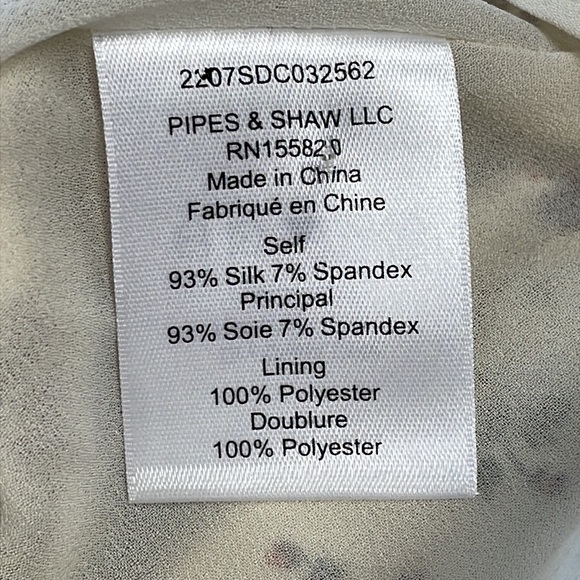 2207SDC032562
PIPES & SHAW LLC
RN155820
Made in China
Fabriqué en Chine
Self
93% Silk 7% Spandex
Principal
93% Soie 7% Spandex
Lining
100% Polyester
Doublure
100% Polyester